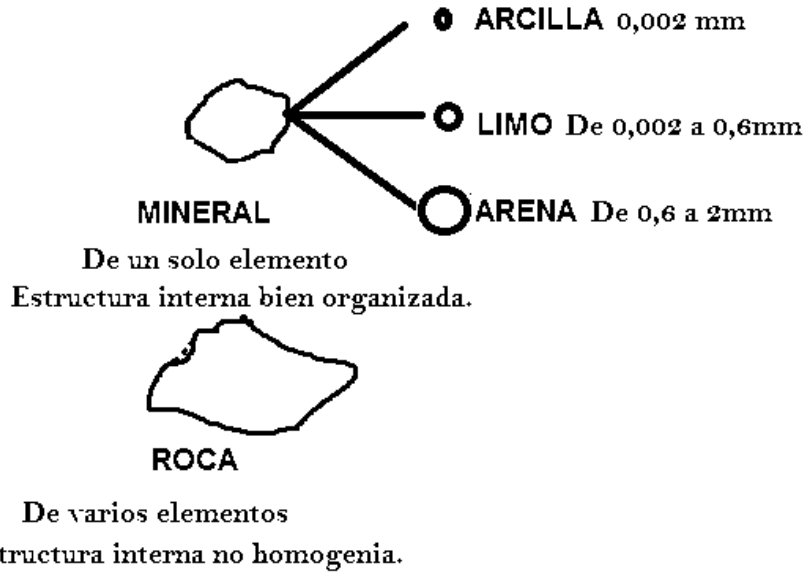 ARCILLA 0,002 mm
LIMO De 0,002 a 0,6mm
ARENA De 0,6 a 2mm
MINERAL
De un solo elemento
Estructura interna bien organizada.
ROCA
De varios elementos
tructura interna no homogenia.